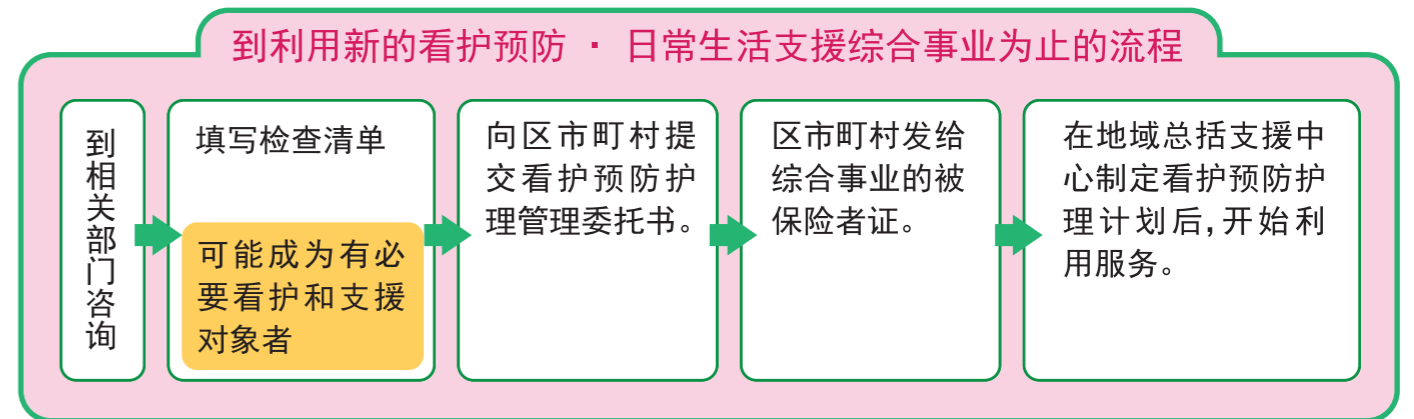 到利用新的看护预防 · 日常生活支援综合事业为止的流程
到相关部门咨询
填写检查清单
可能成为有必
要看护和支援
对象者
向区市町村提
交看护预防护
理管理委托书。
区市町村发给
综合事业的被
保险者证。
在地域总括支援中
心制定看护预防护
理计划后,开始利
用服务。